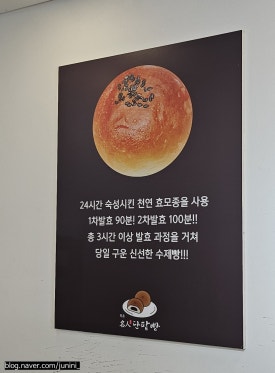 24시간 숙성시킨 천연 효모종을 사용
1차발효 90분! 2차발효 100분!!
총 3시간 이상 발효 과정을 거쳐
당일 구운 신선한 수제빵!!!
단팥빵
blog.naver.com/junini_